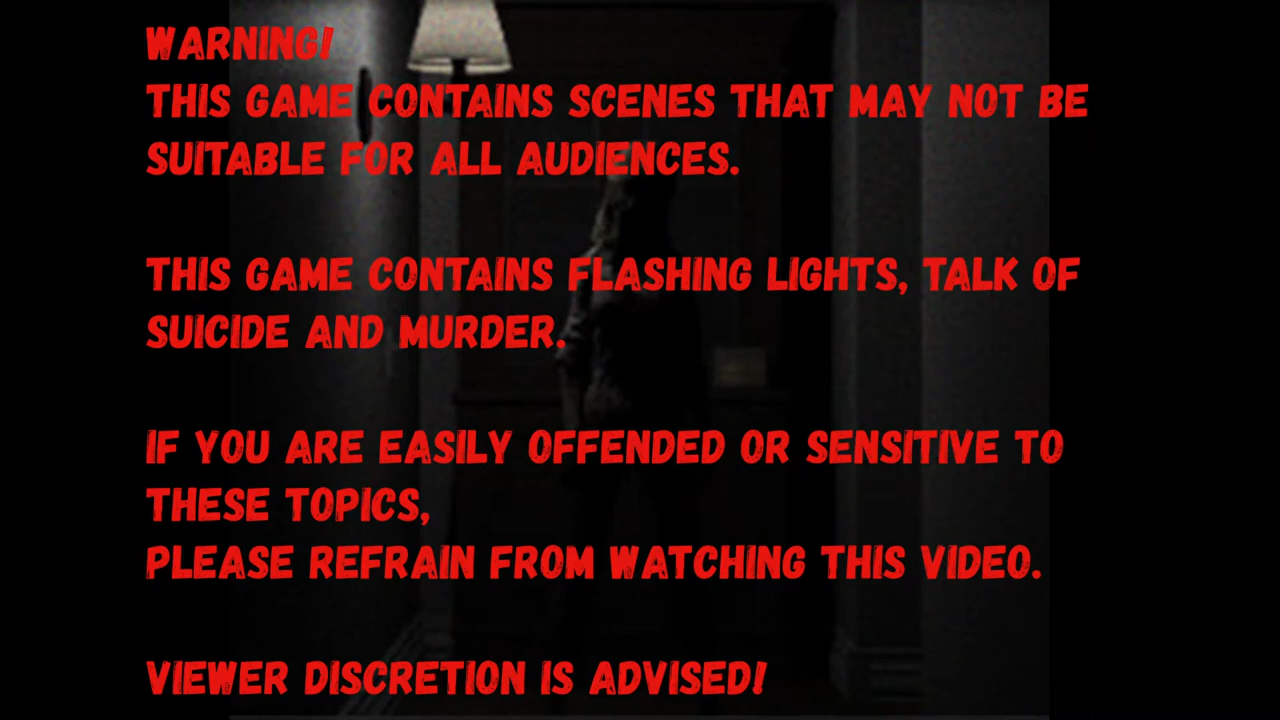 WARNING!
THIS GAME CONTAINS SCENES THAT MAY NOT BE
SUITABLE FOR ALL AUDIENCES.
THIS GAME CONTAINS FLASHING LIGHTS, TALK OF
SUICIDE AND MURDER.
IF YOU ARE EASILY OFFENDED OR SENSITIVE TO
THESE TOPICS,
PLEASE REFRAIN FROM WATCHING THIS VIDEO.
VIEWER DISCRETION IS ADVISED!